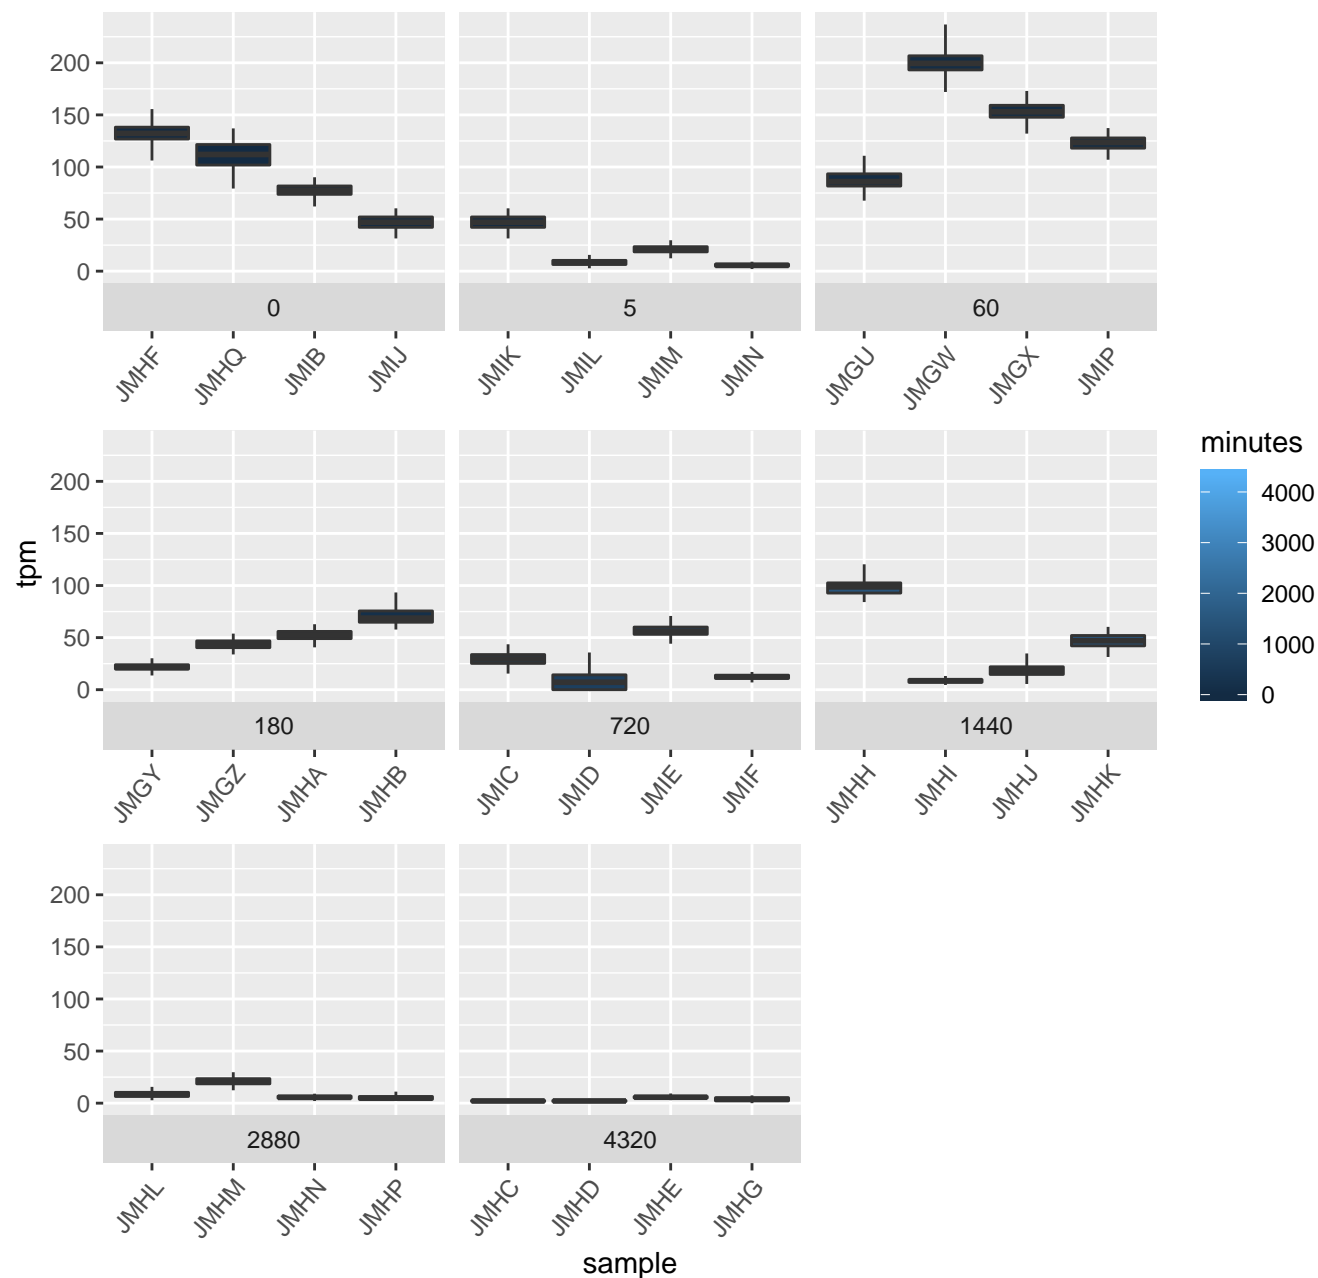 200
150
100
50
0
0
5
60
JMHF
JMHQ
JMIB
JMIJ
JMIK
JMIL
JMIM
JMIN
JMGU
JMGW
JMGX
JMIP
tpm
200
150
100
50
0
180
720
1440
JMGY
JMGZ
JMHA
JMHB
JMIC
JMID
JMIE
JMIF
JMHH
JMHI
JMHJ
JMHK
minutes
4000
3000
2000
1000
0
200
150
100
50
0
2880
4320
JMHL
JMHM
JMHN
JMHP
JMHC
JMHD
JMHE
JMHG
sample